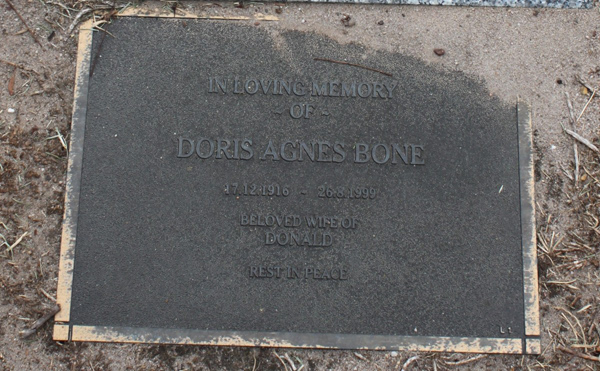 IN LOVING MEMORY
- OF -
DORIS AGNES BONE
17.12.1916 - 26.8.1999
BELOVED WIFE OF
DONALD
REST IN PEACE